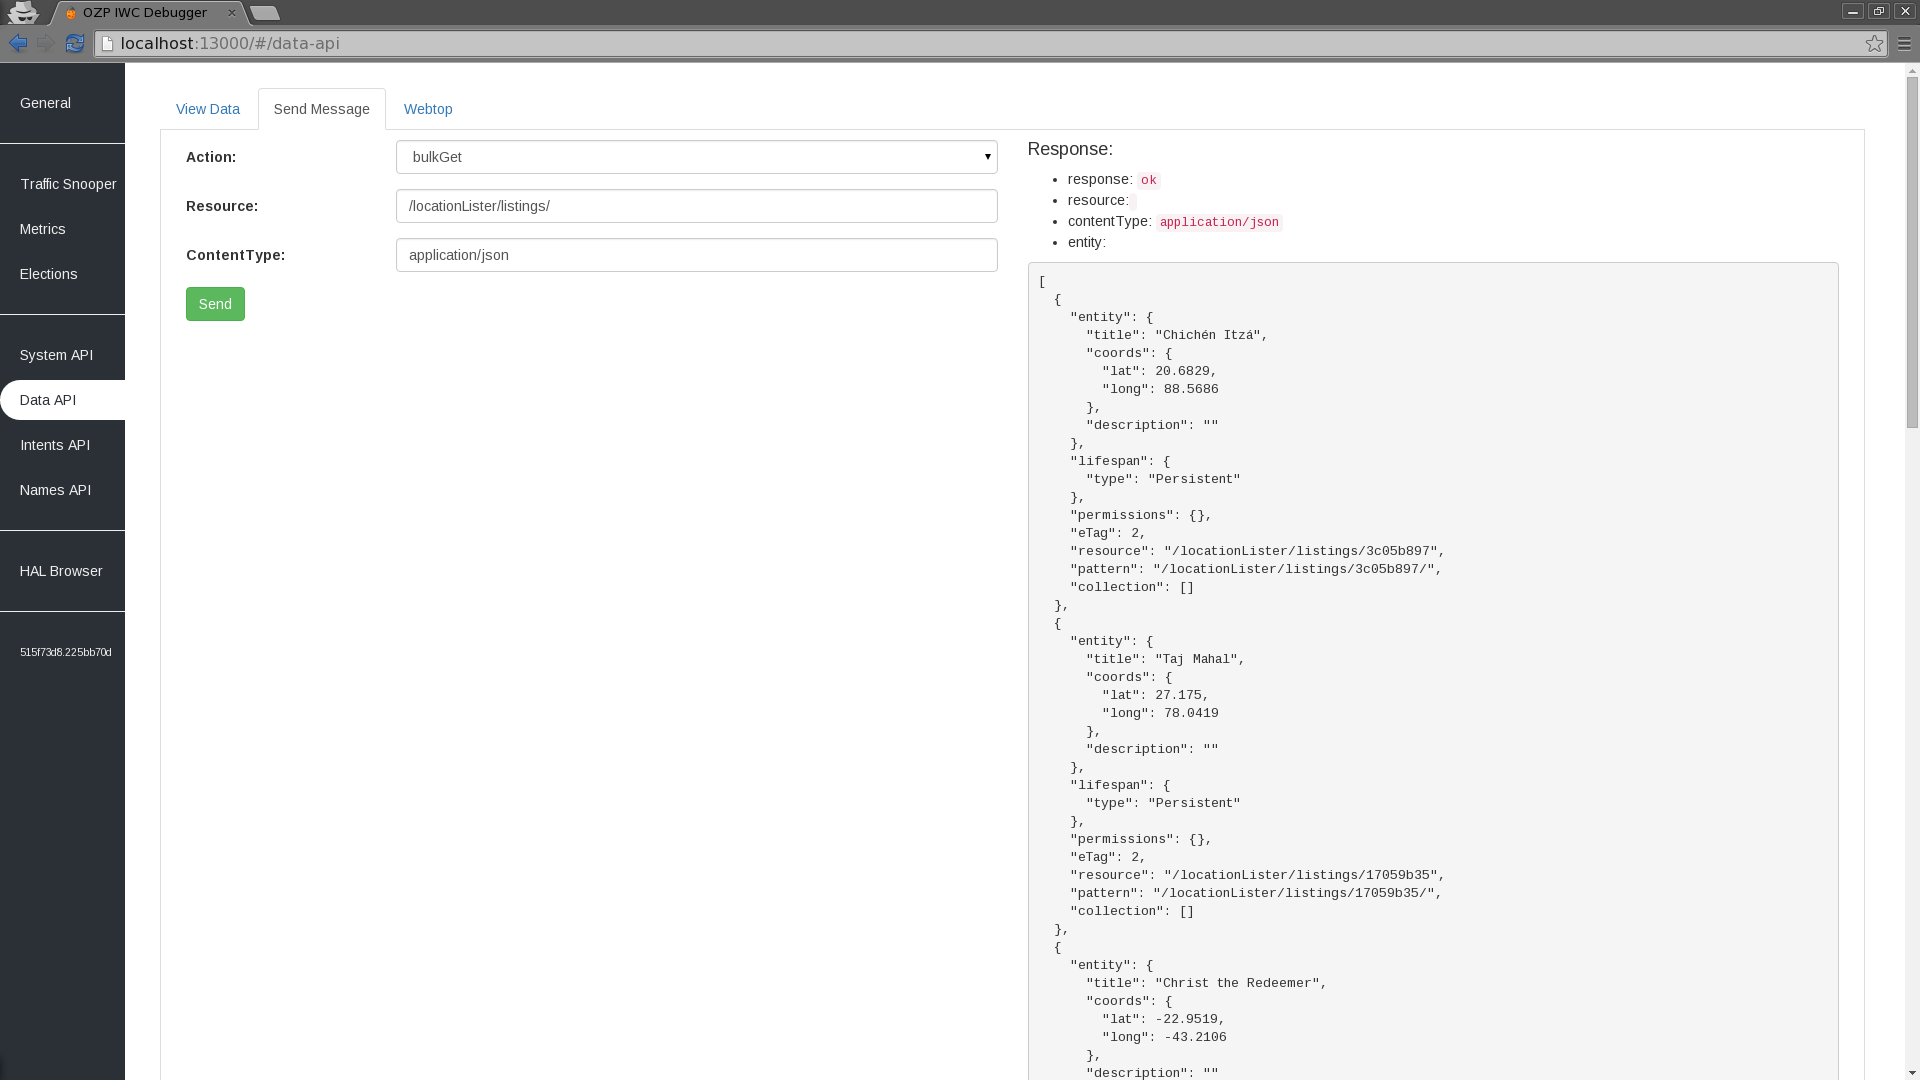 OZP IWC Debugger
localhost:13000/#/data-api
General
Traffic Snooper
Metrics
Elections
System API
Data API
Intents API
Names API
HAL Browser
515f73d8.225bb70d
View Data
Send Message
Webtop
Action:
bulkGet
Resource:
/locationLister/listings/
ContentType:
application/json
Send
Response:
• response: ok
• resource:
• contentType: application/json
• entity:
[
  {
    "entity": {
      "title": "Chichén Itzá",
      "coords": {
        "lat": 20.6829,
        "long": 88.5686
      },
      "description": ""
    },
    "lifespan": {
      "type": "Persistent"
    },
    "permissions": {},
    "eTag": 2,
    "resource": "/locationLister/listings/3c05b897",
    "pattern": "/locationLister/listings/3c05b897/",
    "collection": []
  },
  {
    "entity": {
      "title": "Taj Mahal",
      "coords": {
        "lat": 27.175,
        "long": 78.0419
      },
      "description": ""
    },
    "lifespan": {
      "type": "Persistent"
    },
    "permissions": {},
    "eTag": 2,
    "resource": "/locationLister/listings/17059b35",
    "pattern": "/locationLister/listings/17059b35/",
    "collection": []
  },
  {
    "entity": {
      "title": "Christ the Redeemer",
      "coords": {
        "lat": -22.9519,
        "long": -43.2106
      },
      "description": ""